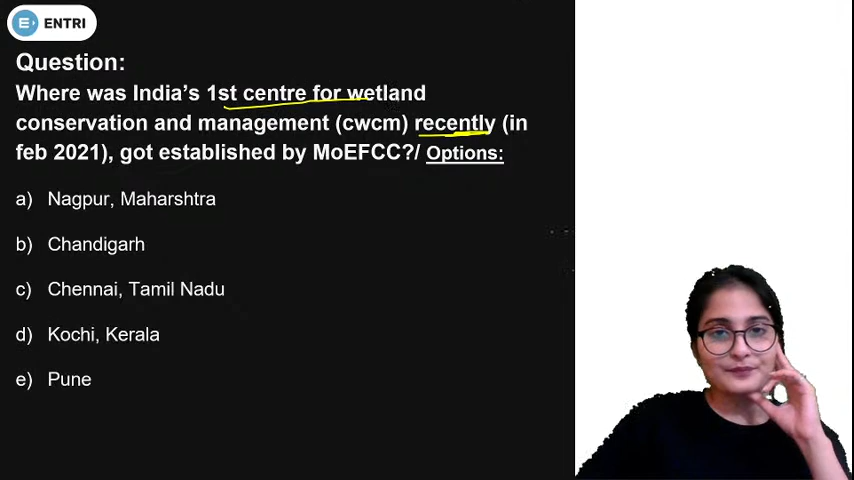 ENTRI
Question:
Where was India's 1st centre for wetland
conservation and management (cwcm) recently (in
feb 2021), got established by MoEFCC?/ Options:
a) Nagpur, Maharshtra
b) Chandigarh
c) Chennai, Tamil Nadu
d) Kochi, Kerala
e) Pune